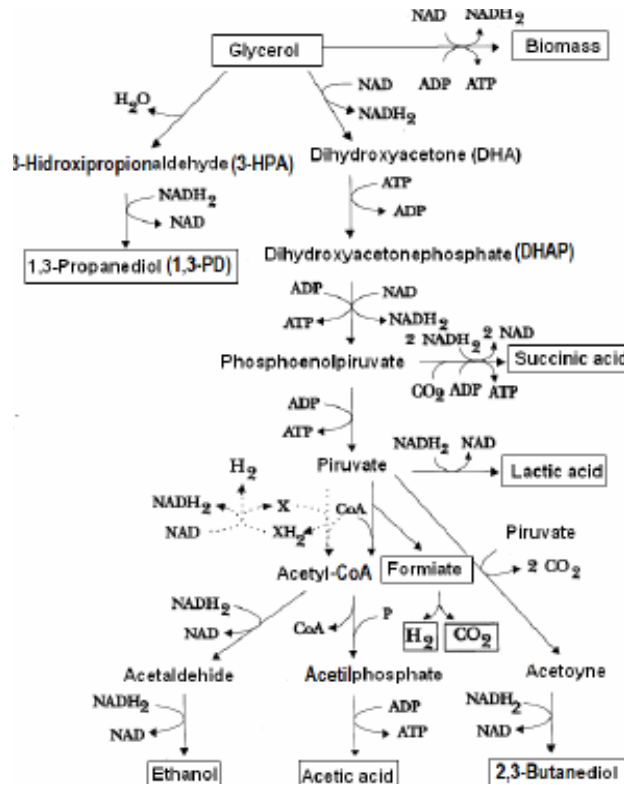 NAD NADH2
Glycerol Biomass
ADP ATP
H2O NAD
NADH2
3-Hidroxipropionaldehyde (3-HPA) Dihydroxyacetone (DHA)
NADH2 ATP
NAD ADP
1,3-Propanediol (1,3-PD) Dihydroxyacetonephosphate (DHAP)
ADP NAD
ATP NADH2
2 NADH2 2 NAD
Phosphoenolpiruvate Succinic acid
CO2 ADP ATP
ADP
ATP
NADH2 NAD
Piruvate Lactic acid
H2
NADH2 X CoA
NAD XH2 Piruvate
2 CO2
Acetyl-CoA Formiate
NADH2 CoA P H2 CO2
NAD
Acetaldehide Acetilphosphate Acetoyne
NADH2 ADP NADH2
NAD ATP NAD
Ethanol Acetic acid 2,3-Butanediol